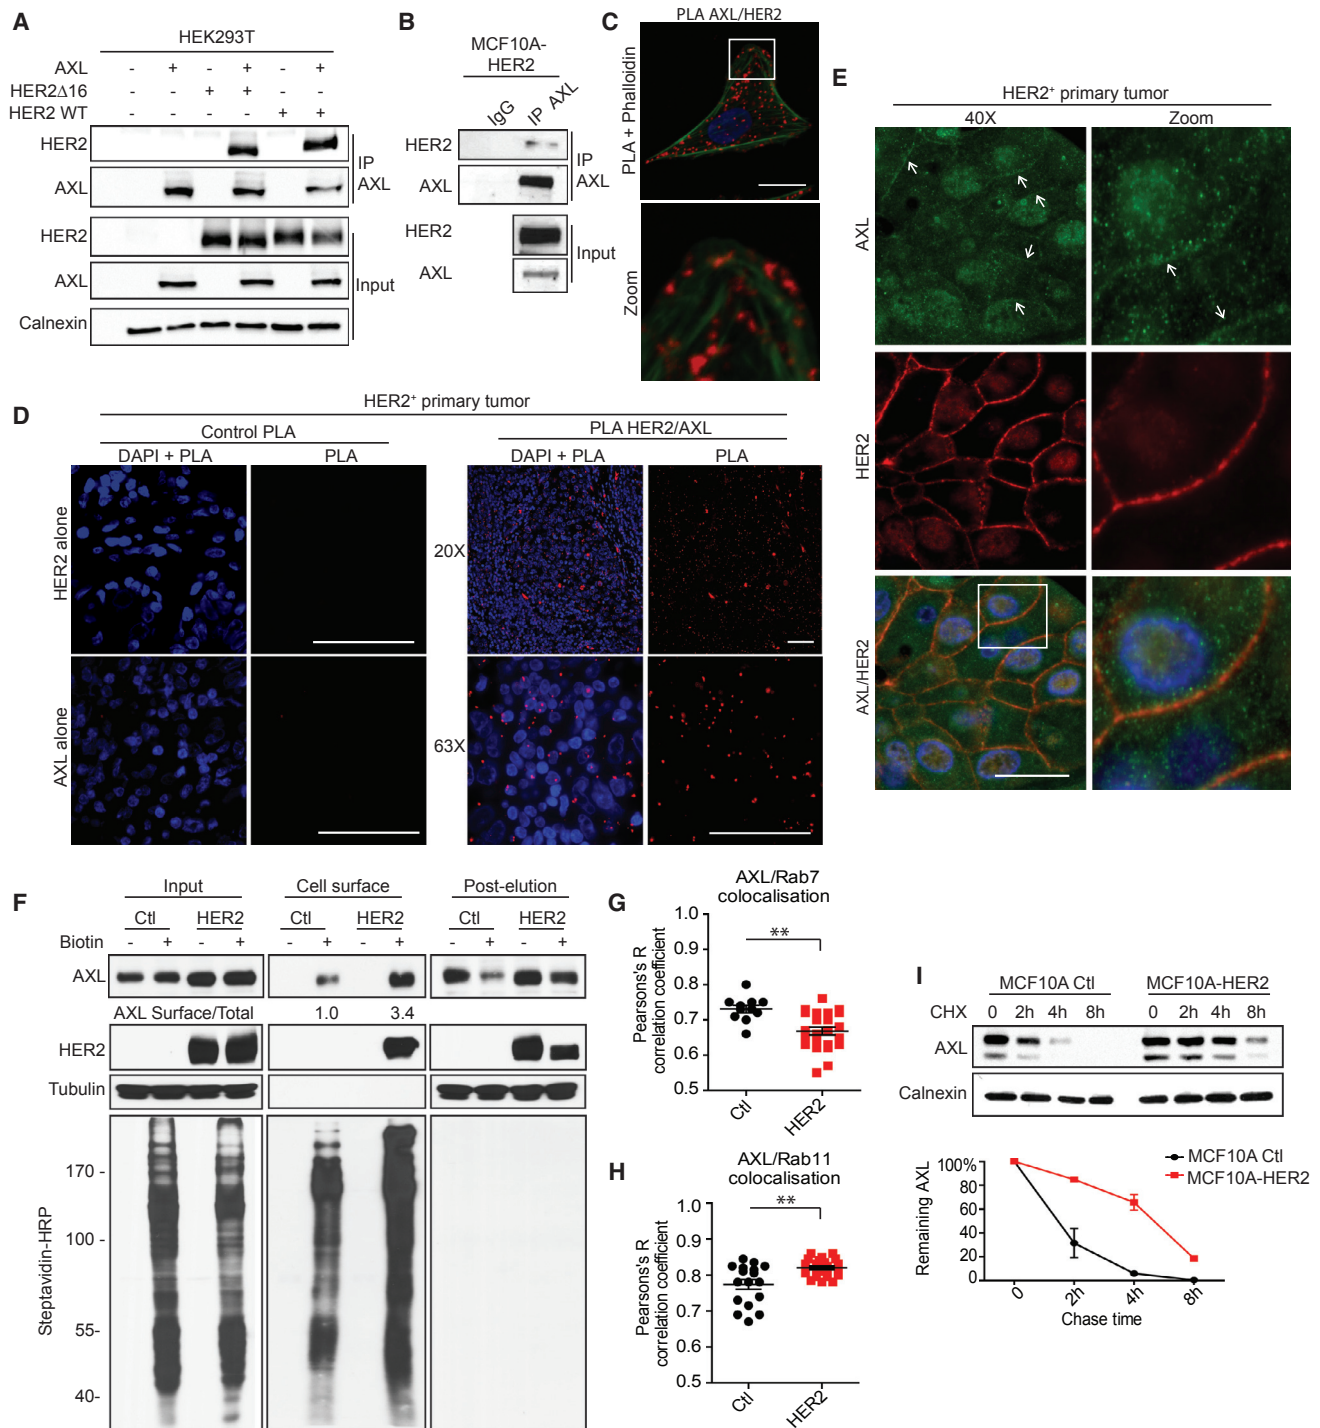 A
HEK293T
AXL - + - + - +
HER2Δ16 - - + + - -
HER2 WT - - - - + +
HER2
AXL
IP
AXL
HER2
AXL
Calnexin
Input
B
MCF10A-
HER2
IgG
IP AXL
HER2
AXL
IP
AXL
HER2
AXL
Input
C
PLA AXL/HER2
PLA + Phalloidin
Zoom
D
HER2+ primary tumor
Control PLA
PLA HER2/AXL
DAPI + PLA
PLA
DAPI + PLA
PLA
HER2 alone
20X
AXL alone
63X
E
HER2+ primary tumor
40X
Zoom
AXL
HER2
AXL/HER2
F
Input
Cell surface
Post-elution
Ctl HER2 Ctl HER2 Ctl HER2
Biotin - + - + - + - + - + - +
AXL
AXL Surface/Total 1.0 3.4
HER2
Tubulin
Steptavidin-HRP
170 -
100 -
55-
40-
G
AXL/Rab7
colocalisation
Pearsons's R
correlation coefficient
1.0
0.9
0.8
0.7
0.6
0.5
**
Ctl
HER2
H
AXL/Rab11
colocalisation
Pearsons's R
correlation coefficient
1.0
0.9
0.8
0.7
0.6
0.5
**
Ctl
HER2
I
MCF10A Ctl
MCF10A-HER2
CHX 0 2h 4h 8h 0 2h 4h 8h
AXL
Calnexin
MCF10A Ctl
MCF10A-HER2
Remaining AXL
100%
80
60
40
20
0
0 2h 4h 8h
Chase time